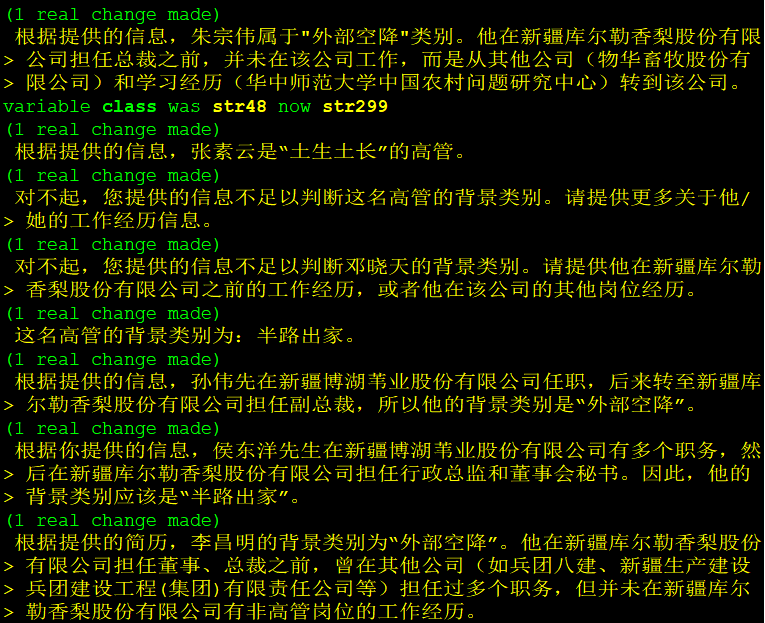 (1 real change made)
根据提供的信息，朱宗伟属于"外部空降"类别。他在新疆库尔勒香梨股份有限
> 公司担任总裁之前，并未在该公司工作，而是从其他公司（物华畜牧股份有
> 限公司）和学习经历（华中师范大学中国农村问题研究中心）转到该公司。
variable class was str48 now str299
(1 real change made)
根据提供的信息，张素云是“土生土长”的高管。
(1 real change made)
对不起，您提供的信息不足以判断这名高管的背景类别。请提供更多关于他/
> 她的工作经历信息。
(1 real change made)
对不起，您提供的信息不足以判断邓晓天的背景类别。请提供他在新疆库尔勒
> 香梨股份有限公司之前的工作经历，或者他在该公司的其他岗位经历。
(1 real change made)
这名高管的背景类别为：半路出家。
(1 real change made)
根据提供的信息，孙伟先在新疆博湖苇业股份有限公司任职，后来转至新疆库
> 尔勒香梨股份有限公司担任副总裁，所以他的背景类别是“外部空降”。
(1 real change made)
根据你提供的信息，侯东洋先生在新疆博湖苇业股份有限公司有多个职务，然
> 后在新疆库尔勒香梨股份有限公司担任行政总监和董事会秘书。因此，他的
> 背景类别应该是“半路出家”。
(1 real change made)
根据提供的简历，李昌明的背景类别为“外部空降”。他在新疆库尔勒香梨股份
> 有限公司担任董事、总裁之前，曾在其他公司（如兵团八建、新疆生产建设
> 兵团建设工程(集团)有限责任公司等）担任过多个职务，但并未在新疆库尔
> 勒香梨股份有限公司有非高管岗位的工作经历。